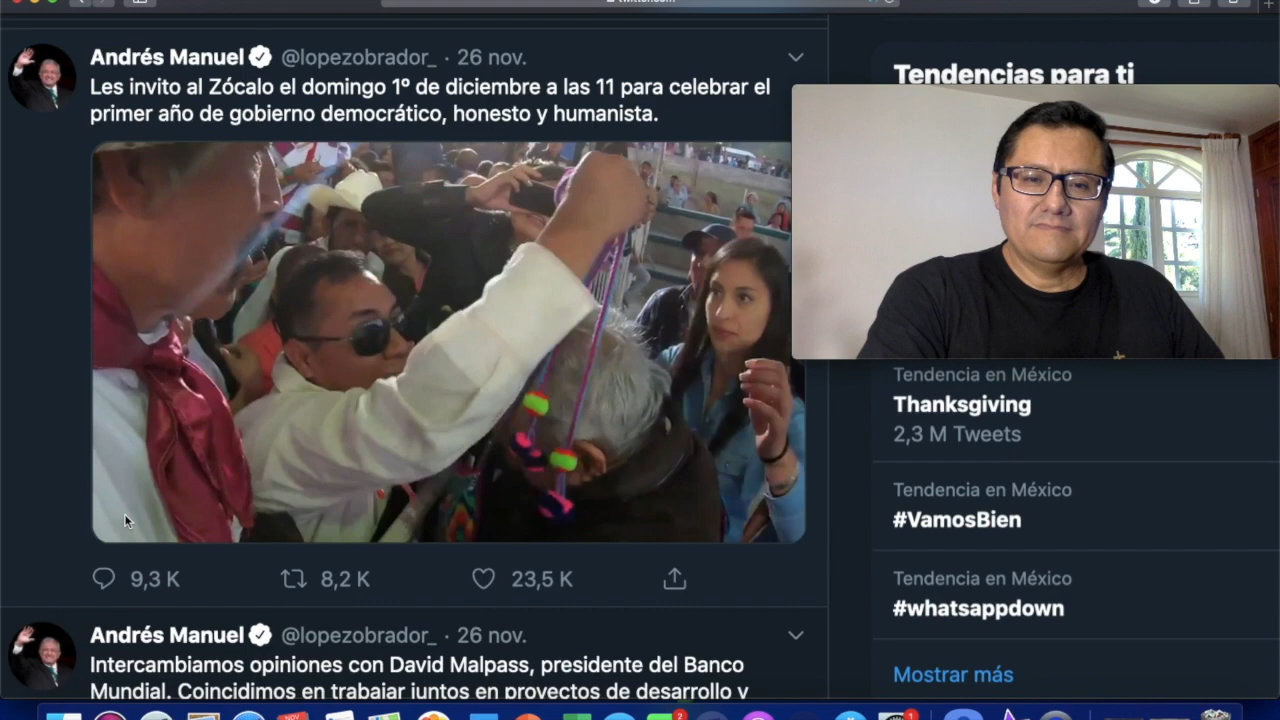 Andrés Manuel @lopezobrador_ · 26 nov.
Les invito al Zócalo el domingo 1º de diciembre a las 11 para celebrar el
primer año de gobierno democrático, honesto y humanista.
9,3 K 8,2 K 23,5 K
Andrés Manuel @lopezobrador_ · 26 nov.
Intercambiamos opiniones con David Malpass, presidente del Banco
Mundial. Coincidimos en trabajar juntos en proyectos de desarrollo y
Tendencias para ti
Tendencia en México
Thanksgiving
2,3 M Tweets
Tendencia en México
#VamosBien
Tendencia en México
#whatsappdown
Mostrar más
NOV
2
1